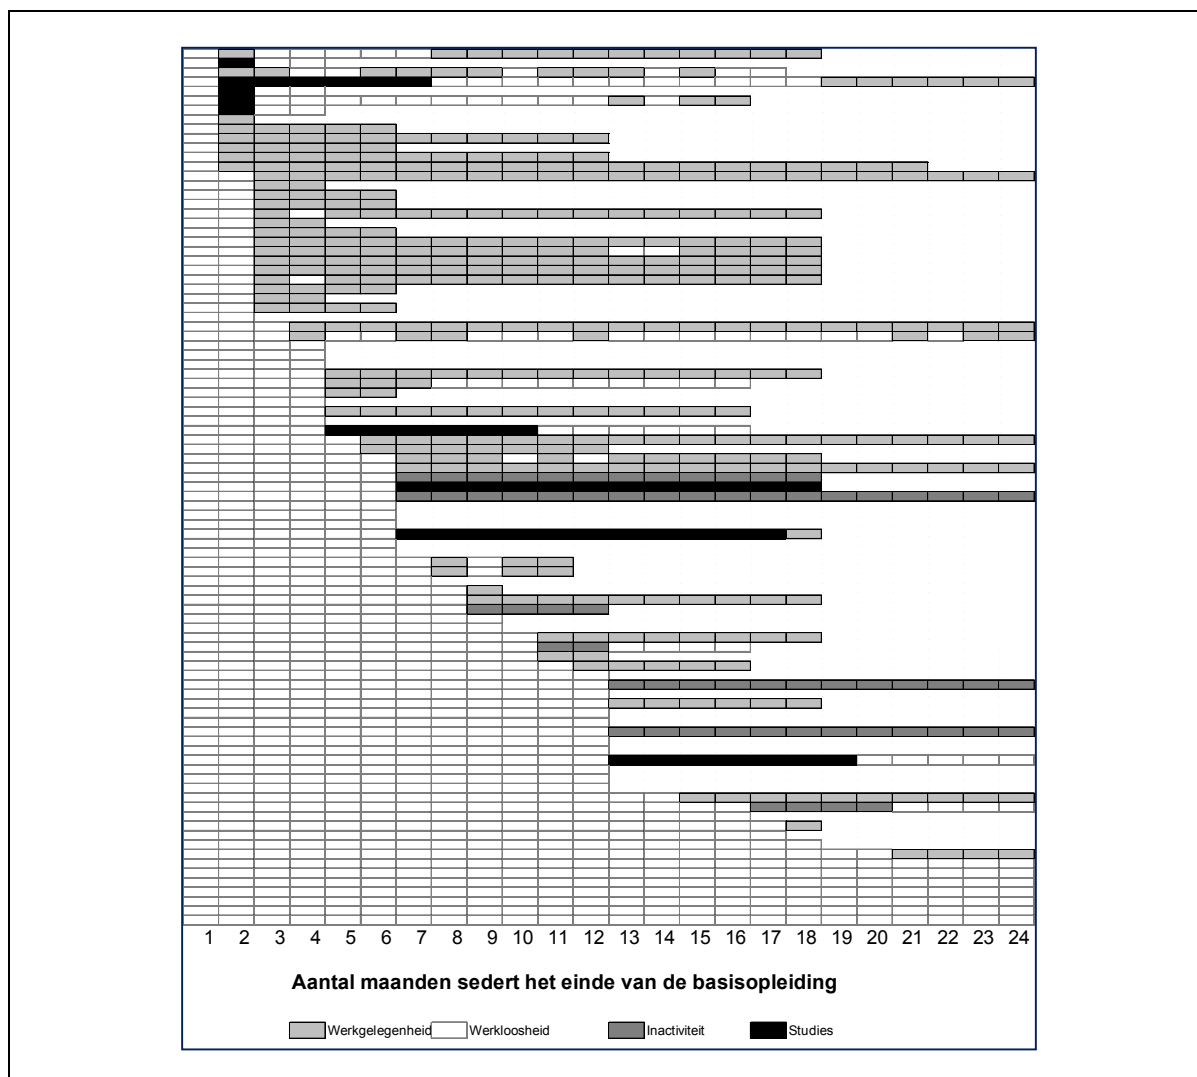 1 2 3 4 5 6 7 8 9 10 11 12 13 14 15 16 17 18 19 20 21 22 23 24
Aantal maanden sedert het einde van de basisopleiding
Werkgelegenheid Werkloosheid Inactiviteit Studies